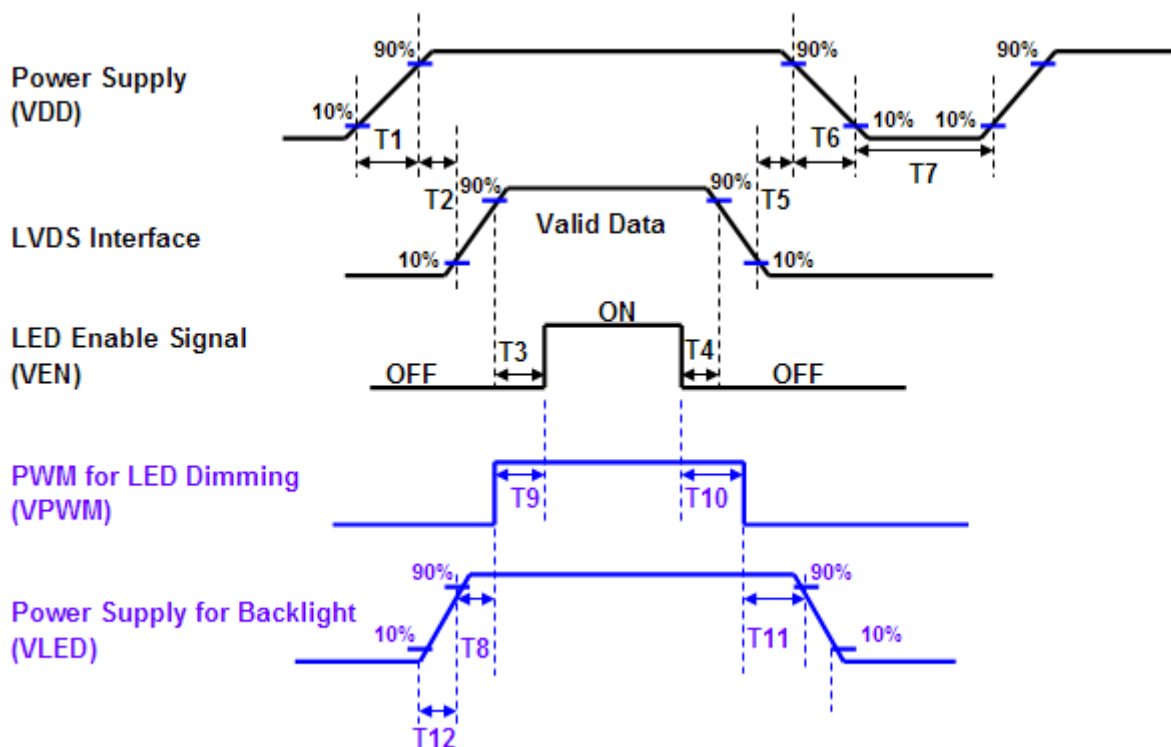 90%
90%
90%
Power Supply
(VDD)
10%
T1
T6
10%
10%
T7
T2
90%
Valid Data
90%
T5
LVDS Interface
10%
10%
ON
LED Enable Signal
(VEN)
T3
T4
OFF
OFF
PWM for LED Dimming
(VPWM)
T9
T10
90%
90%
Power Supply for Backlight
(VLED)
10%
T8
T11
10%
T12